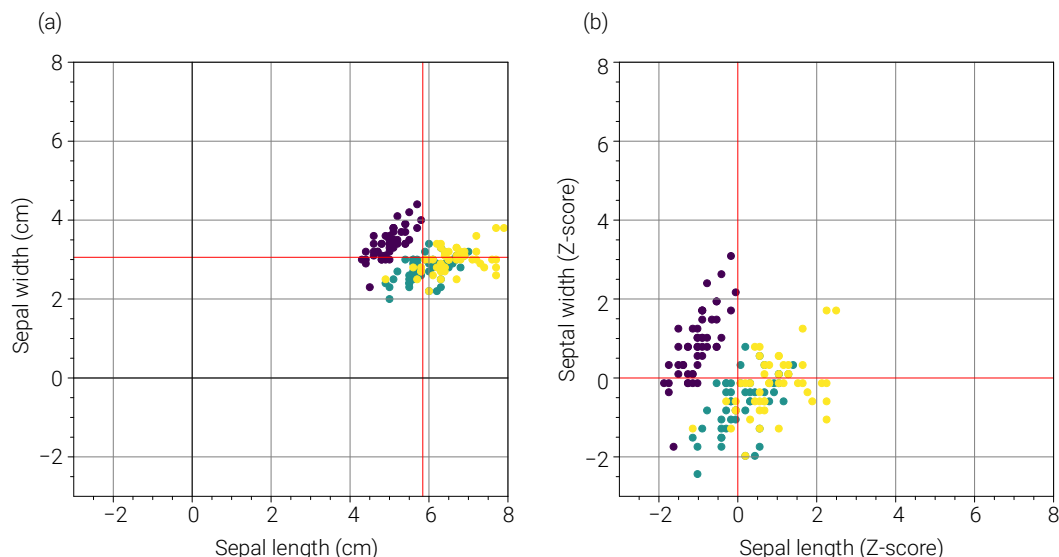 (a)
8
6
4
2
0
−2
Sepal width (cm)
−2 0 2 4 6 8
Sepal length (cm)
(b)
8
6
4
2
0
−2
Septal width (Z-score)
−2 0 2 4 6 8
Sepal length (Z-score)